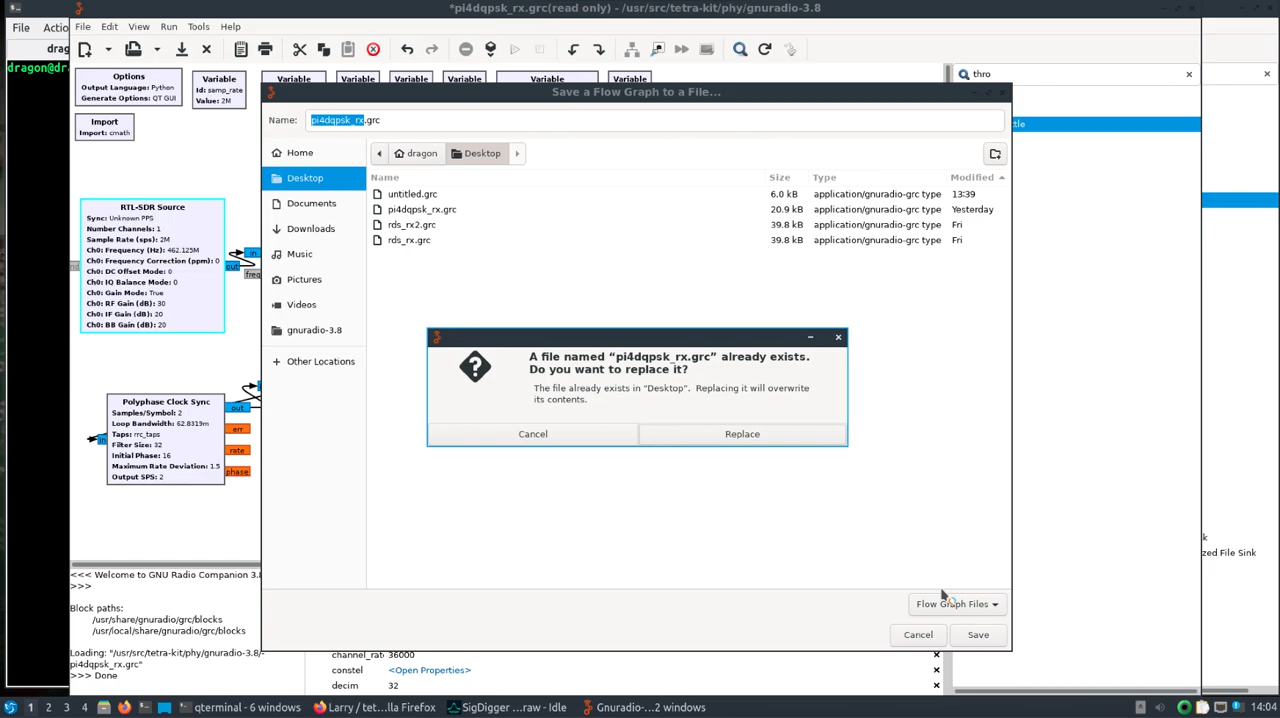 *pi4dqpsk_rx.grc(read only) - /usr/src/tetra-kit/phy/gnuradio-3.8
File Actio
File Edit View Run Tools Help
drag
dragon@dr
Options
Output Language: Python
Generate Options: QT GUI
Variable
Id: samp_rate
Value: 2M
Variable
Variable
Variable
Variable
Variable
Variable
thro
ttle
Import
Import: cmath
Save a Flow Graph to a File...
Name: pi4dqpsk_rx.grc
Home
Desktop
Documents
Downloads
Music
Pictures
Videos
gnuradio-3.8
Other Locations
dragon Desktop
Name Size Type Modified
untitled.grc 6.0 kB application/gnuradio-grc type 13:39
pi4dqpsk_rx.grc 20.9 kB application/gnuradio-grc type Yesterday
rds_rx2.grc 39.8 kB application/gnuradio-grc type Fri
rds_rx.grc 39.8 kB application/gnuradio-grc type Fri
RTL-SDR Source
Sync: Unknown PPS
Number Channels: 1
Sample Rate (sps): 2M
Ch0: Frequency (Hz): 462.125M
Ch0: Frequency Correction (ppm): 0
Ch0: DC Offset Mode: 0
Ch0: IQ Balance Mode: 0
Ch0: Gain Mode: True
Ch0: RF Gain (dB): 30
Ch0: IF Gain (dB): 20
Ch0: BB Gain (dB): 20
out
in
freq
A file named “pi4dqpsk_rx.grc” already exists.
Do you want to replace it?
The file already exists in “Desktop”. Replacing it will overwrite
its contents.
Cancel Replace
Polyphase Clock Sync
Samples/Symbol: 2
Loop Bandwidth: 62.8319m
Taps: rrc_taps
Filter Size: 32
Initial Phase: 16
Maximum Rate Deviation: 1.5
Output SPS: 2
in
out
err
rate
phase
k
zed File Sink
Flow Graph Files
Cancel Save
<<< Welcome to GNU Radio Companion 3.8
>>>
Block paths:
/usr/share/gnuradio/grc/blocks
/usr/local/share/gnuradio/grc/blocks
Loading: "/usr/src/tetra-kit/phy/gnuradio-3.8/
pi4dqpsk_rx.grc"
>>> Done
channel_rat 36000
constel <Open Properties>
decim 32
1 2 3 4 qterminal - 6 windows Larry / tet...lla Firefox SigDigger ...raw - Idle Gnuradio-...2 windows 14:04